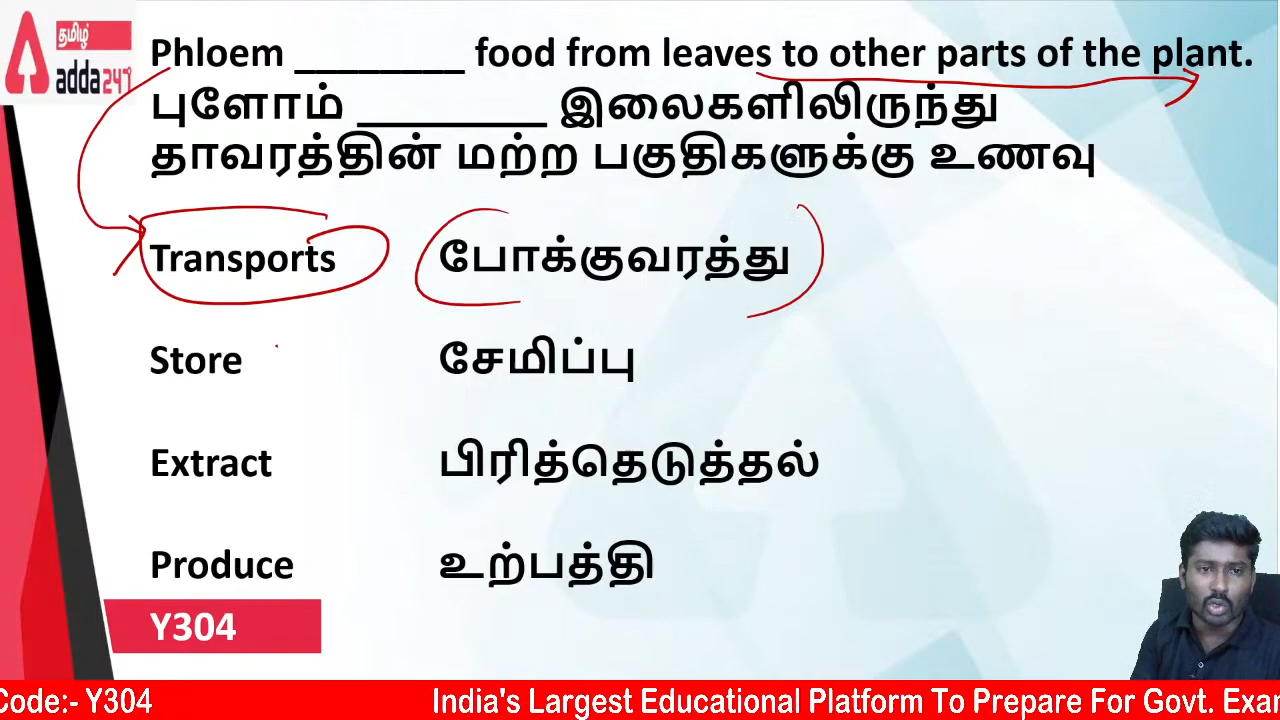 தமிழ்
adda247
Phloem ________ food from leaves to other parts of the plant.
புளோம் ________ இலைகளிலிருந்து
தாவரத்தின் மற்ற பகுதிகளுக்கு உணவு
Transports போக்குவரத்து
Store சேமிப்பு
Extract பிரித்தெடுத்தல்
Produce உற்பத்தி
Y304
Code:- Y304 India's Largest Educational Platform To Prepare For Govt. Exa